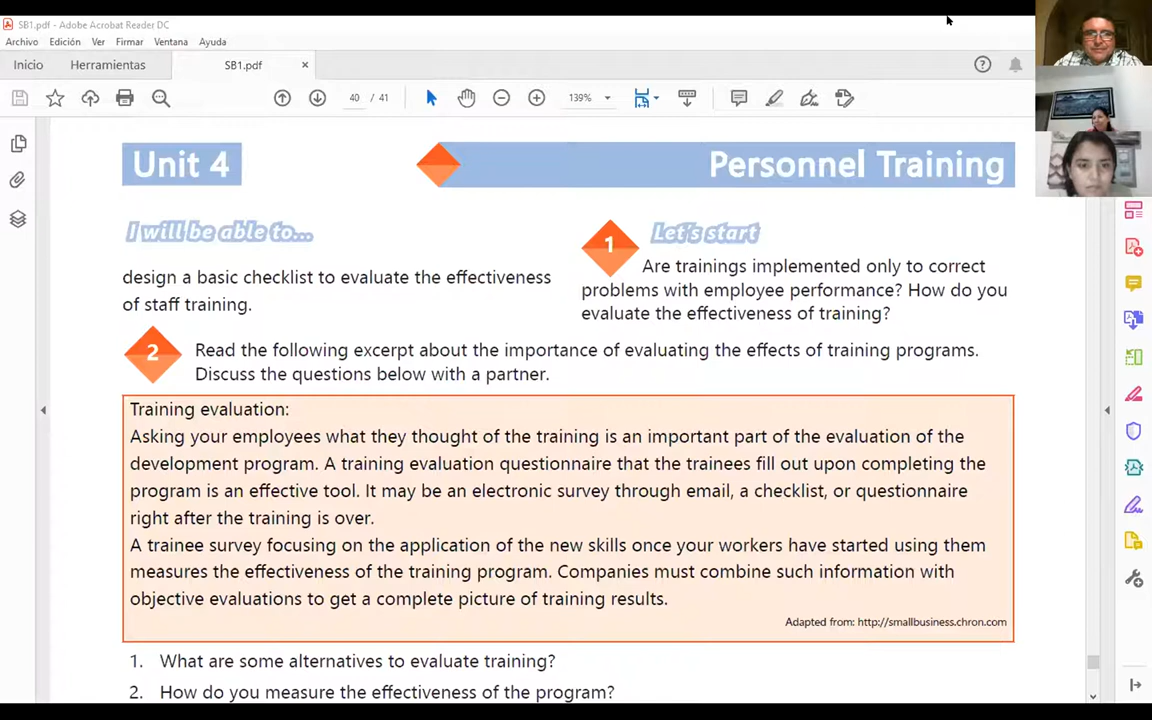 SB1.pdf - Adobe Acrobat Reader DC
Archivo Edición Ver Firmar Ventana Ayuda
Inicio Herramientas SB1.pdf ×
40 / 41 139%
Unit 4 Personnel Training
I will be able to...
design a basic checklist to evaluate the effectiveness
of staff training.
1 Let's start
Are trainings implemented only to correct
problems with employee performance? How do you
evaluate the effectiveness of training?
2 Read the following excerpt about the importance of evaluating the effects of training programs.
Discuss the questions below with a partner.
Training evaluation:
Asking your employees what they thought of the training is an important part of the evaluation of the
development program. A training evaluation questionnaire that the trainees fill out upon completing the
program is an effective tool. It may be an electronic survey through email, a checklist, or questionnaire
right after the training is over.
A trainee survey focusing on the application of the new skills once your workers have started using them
measures the effectiveness of the training program. Companies must combine such information with
objective evaluations to get a complete picture of training results.
Adapted from: http://smallbusiness.chron.com
1. What are some alternatives to evaluate training?
2. How do you measure the effectiveness of the program?